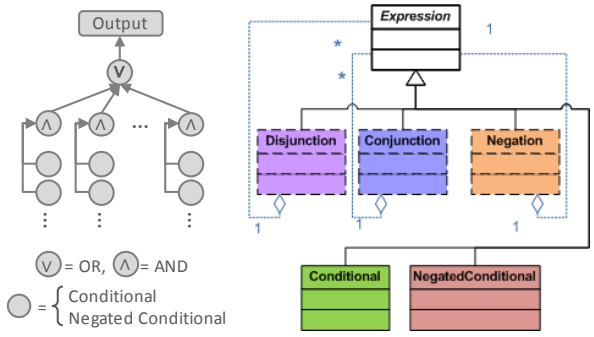 Output
V
Λ Λ ... Λ
⋮ ⋮ ⋮
V = OR, Λ = AND
= { Conditional
Negated Conditional
Expression
1
*
*
Disjunction
Conjunction
Negation
1
1
1
Conditional
NegatedConditional